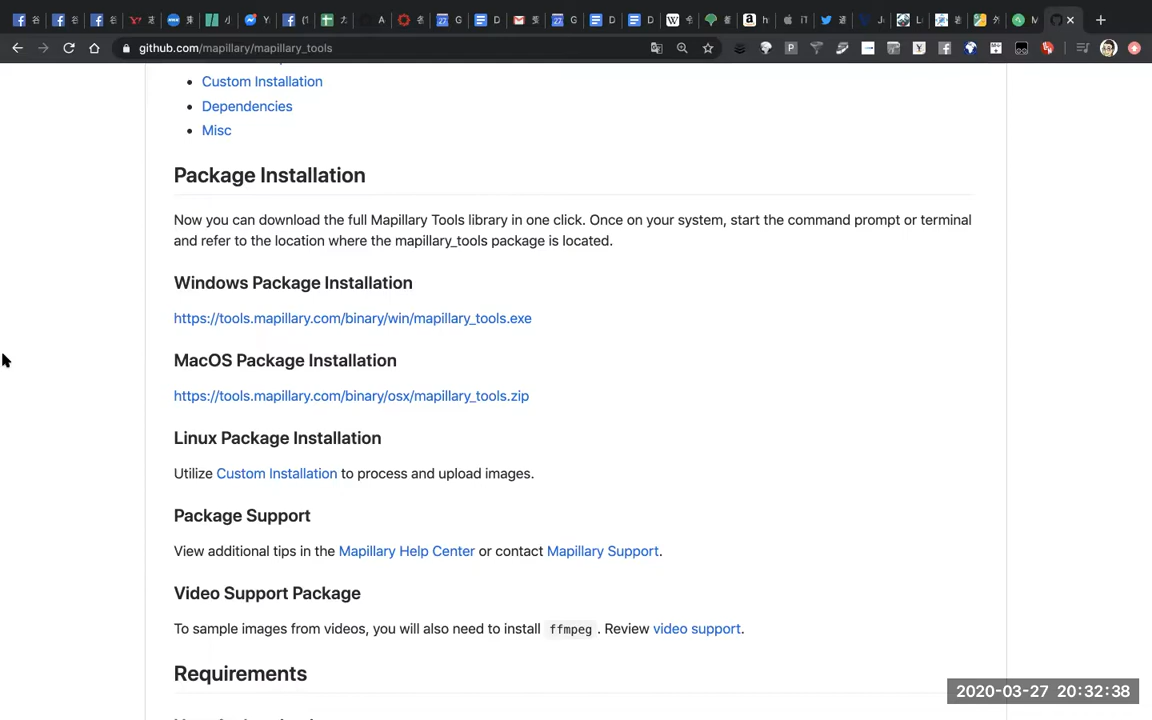 github.com/mapillary/mapillary_tools
Custom Installation
Dependencies
Misc
Package Installation
Now you can download the full Mapillary Tools library in one click. Once on your system, start the command prompt or terminal
and refer to the location where the mapillary_tools package is located.
Windows Package Installation
https://tools.mapillary.com/binary/win/mapillary_tools.exe
MacOS Package Installation
https://tools.mapillary.com/binary/osx/mapillary_tools.zip
Linux Package Installation
Utilize Custom Installation to process and upload images.
Package Support
View additional tips in the Mapillary Help Center or contact Mapillary Support.
Video Support Package
To sample images from videos, you will also need to install ffmpeg . Review video support.
Requirements
2020-03-27 20:32:38